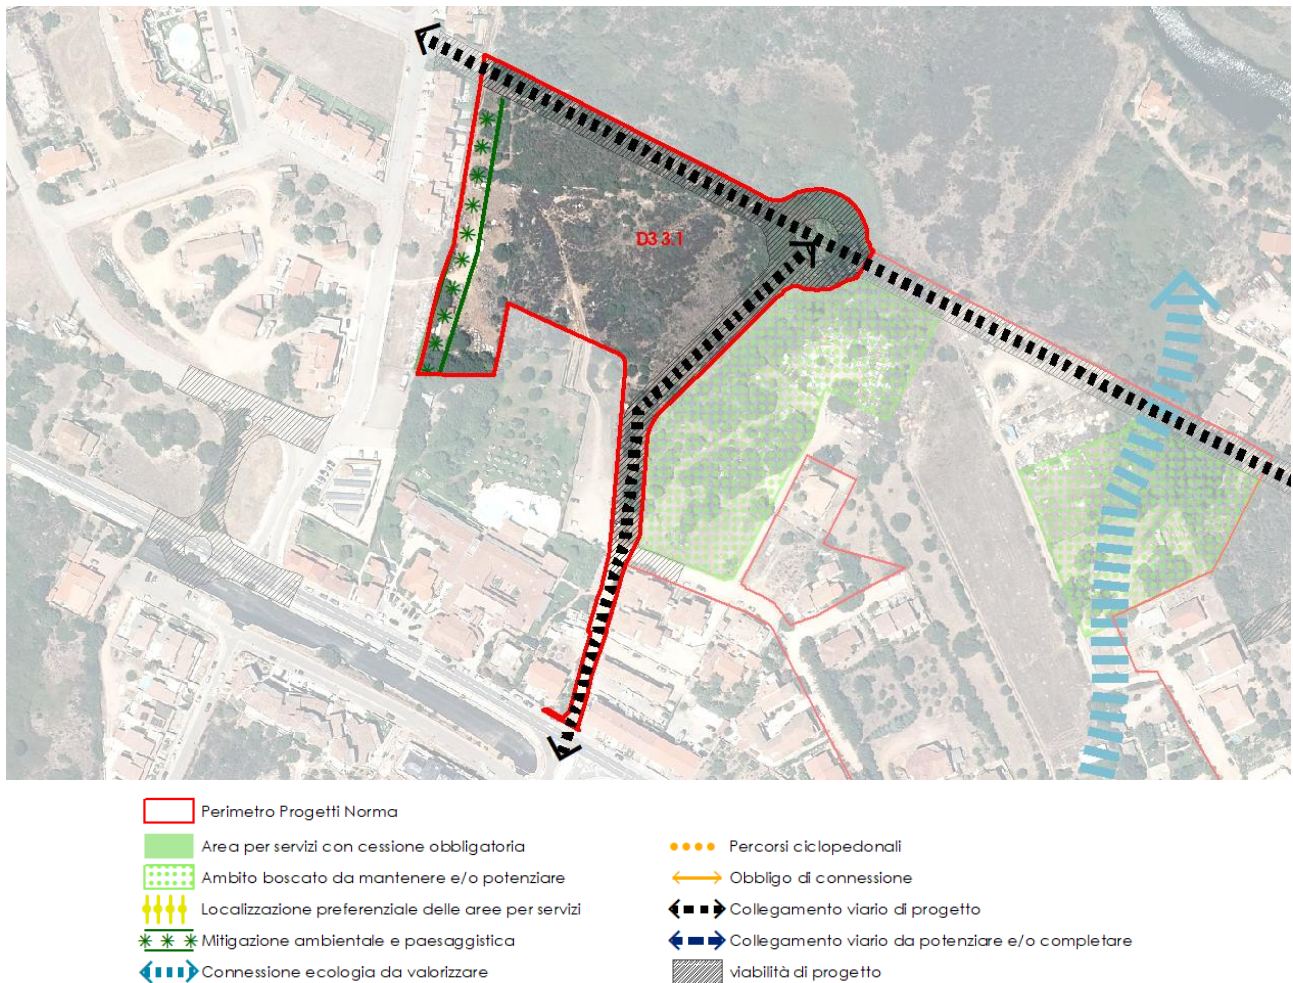 D3 3.1
Perimetro Progetti Norma
Area per servizi con cessione obbligatoria
Ambito boscato da mantenere e/o potenziare
Localizzazione preferenziale delle aree per servizi
Mitigazione ambientale e paesaggistica
Connessione ecologia da valorizzare
Percorsi ciclopedonali
Obbligo di connessione
Collegamento viario di progetto
Collegamento viario da potenziare e/o completare
viabilità di progetto